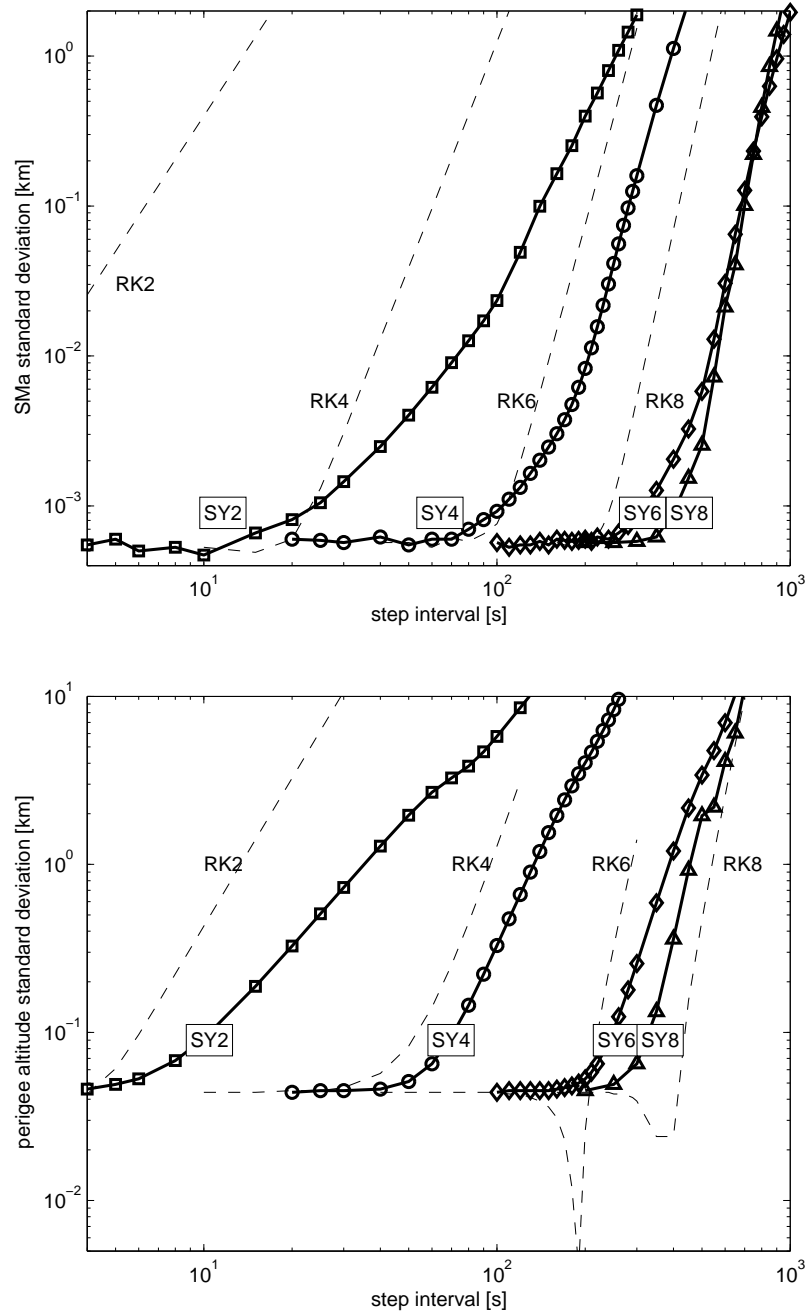 10^0
10^-1
10^-2
10^-3
SMa standard deviation [km]
RK2
RK4
RK6
RK8
SY2
SY4
SY6
SY8
10^1
10^2
10^3
step interval [s]
10^1
10^0
10^-1
10^-2
perigee altitude standard deviation [km]
RK2
RK4
RK6
RK8
SY2
SY4
SY6
SY8
10^1
10^2
10^3
step interval [s]